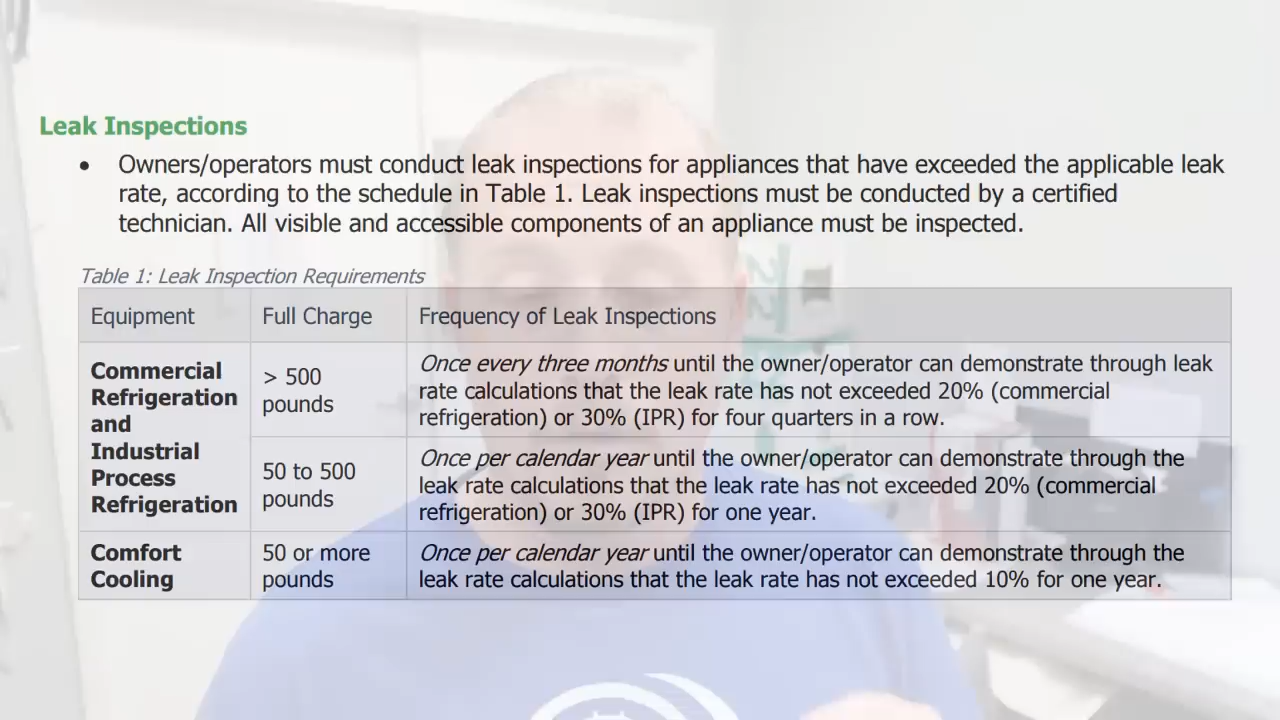 Leak Inspections
• Owners/operators must conduct leak inspections for appliances that have exceeded the applicable leak
rate, according to the schedule in Table 1. Leak inspections must be conducted by a certified
technician. All visible and accessible components of an appliance must be inspected.
Table 1: Leak Inspection Requirements
Equipment Full Charge Frequency of Leak Inspections
Commercial
Refrigeration
and
Industrial
Process
Refrigeration
> 500
pounds
Once every three months until the owner/operator can demonstrate through leak
rate calculations that the leak rate has not exceeded 20% (commercial
refrigeration) or 30% (IPR) for four quarters in a row.
50 to 500
pounds
Once per calendar year until the owner/operator can demonstrate through the
leak rate calculations that the leak rate has not exceeded 20% (commercial
refrigeration) or 30% (IPR) for one year.
Comfort
Cooling
50 or more
pounds
Once per calendar year until the owner/operator can demonstrate through the
leak rate calculations that the leak rate has not exceeded 10% for one year.